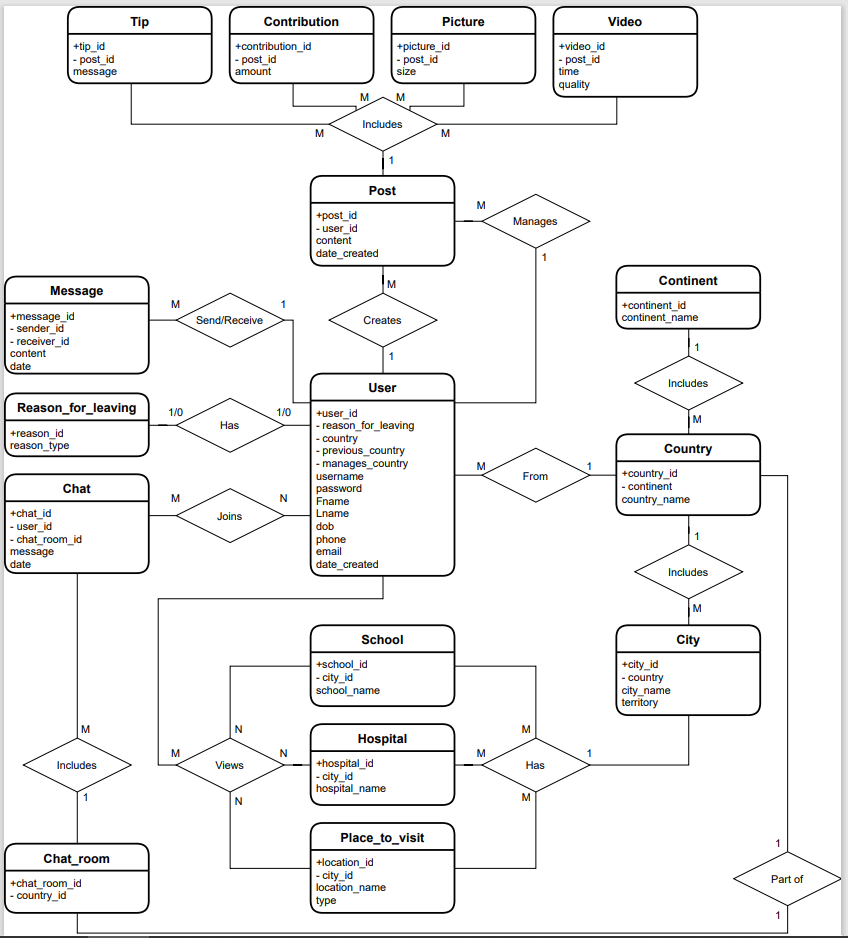 Tip
+tip_id
- post_id
message
Contribution
+contribution_id
- post_id
amount
Picture
+picture_id
- post_id
size
Video
+video_id
- post_id
time
quality
M
M
Includes
M
M
1
Post
+post_id
- user_id
content
date_created
M
Manages
1
M
Creates
1
Message
+message_id
- sender_id
- receiver_id
content
date
M
Send/Receive
1
Continent
+continent_id
continent_name
1
Includes
M
Reason_for_leaving
+reason_id
reason_type
1/0
Has
1/0
User
+user_id
- reason_for_leaving
- country
- previous_country
- manages_country
username
password
Fname
Lname
dob
phone
email
date_created
M
From
1
Country
+country_id
- continent
country_name
Chat
+chat_id
- user_id
- chat_room_id
message
date
M
Joins
N
1
Includes
M
City
+city_id
- country
city_name
territory
School
+school_id
- city_id
school_name
Hospital
+hospital_id
- city_id
hospital_name
Place_to_visit
+location_id
- city_id
location_name
type
N
M
Views
N
N
M
M
Has
1
M
M
Includes
1
Chat_room
+chat_room_id
- country_id
1
Part of
1